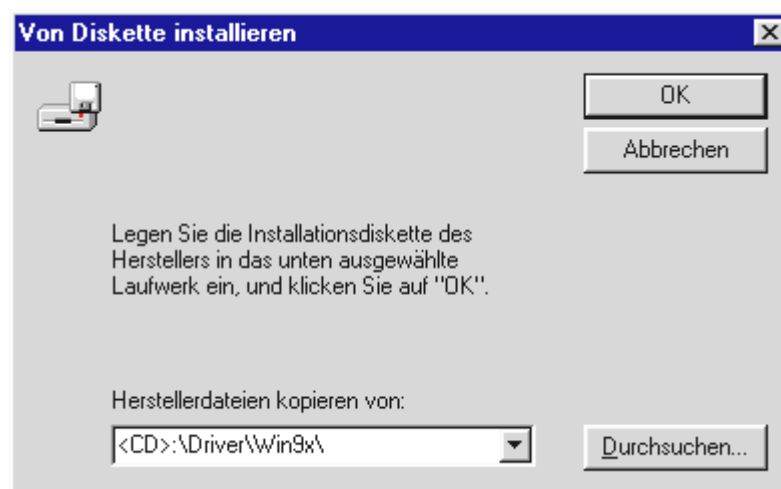 Von Diskette installieren
OK
Abbrechen
Legen Sie die Installationsdiskette des
Herstellers in das unten ausgewählte
Laufwerk ein, und klicken Sie auf "OK".
Herstellerdateien kopieren von:
<CD>:\Driver\Win9x\
Durchsuchen...